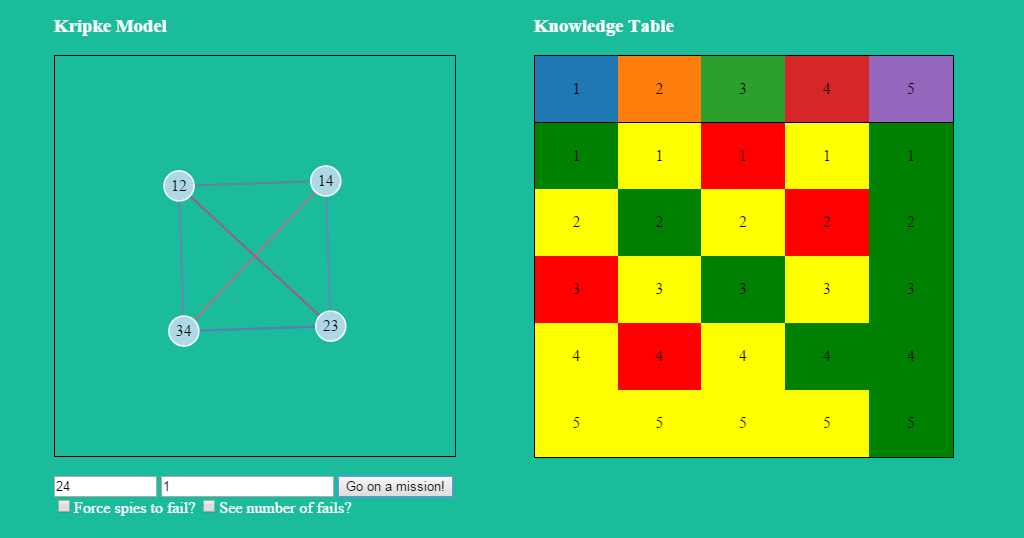 Kripke Model
12 14
34 23
24 1 Go on a mission!
Force spies to fail? See number of fails?
Knowledge Table
1 2 3 4 5
1 1 1 1 1
2 2 2 2 2
3 3 3 3 3
4 4 4 4 4
5 5 5 5 5